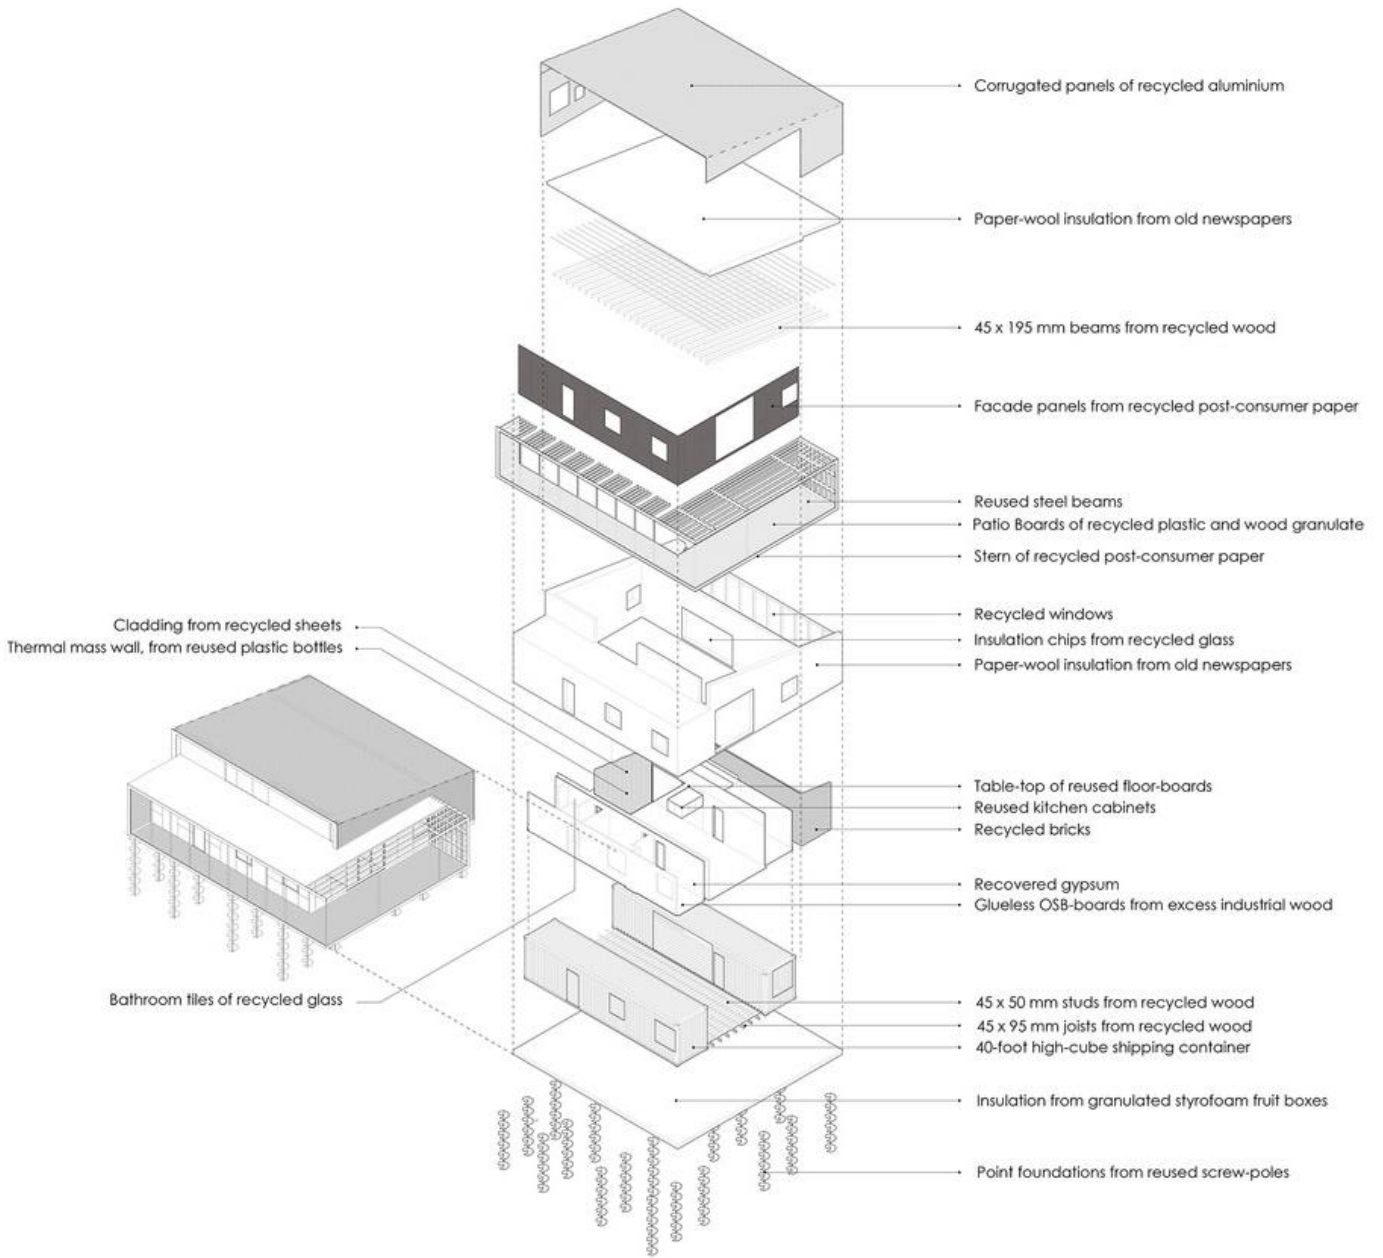 Corrugated panels of recycled aluminium
Paper-wool insulation from old newspapers
45 x 195 mm beams from recycled wood
Facade panels from recycled post-consumer paper
Reused steel beams
Patio Boards of recycled plastic and wood granulate
Stern of recycled post-consumer paper
Recycled windows
Insulation chips from recycled glass
Paper-wool insulation from old newspapers
Cladding from recycled sheets
Thermal mass wall, from reused plastic bottles
Table-top of reused floor-boards
Reused kitchen cabinets
Recycled bricks
Recovered gypsum
Glueless OSB-boards from excess industrial wood
Bathroom tiles of recycled glass
45 x 50 mm studs from recycled wood
45 x 95 mm joists from recycled wood
40-foot high-cube shipping container
Insulation from granulated styrofoam fruit boxes
Point foundations from reused screw-poles